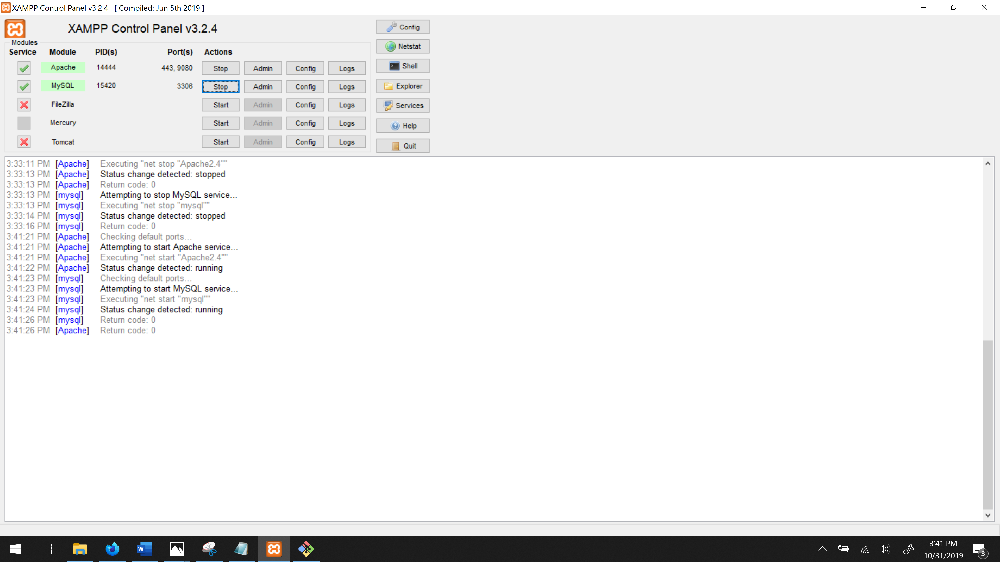 XAMPP Control Panel v3.2.4 [ Compiled: Jun 5th 2019 ]
XAMPP Control Panel v3.2.4
Modules
Service Module PID(s) Port(s) Actions
Apache 14444 443, 9080 Stop Admin Config Logs
MySQL 15420 3306 Stop Admin Config Logs
FileZilla Start Admin Config Logs
Mercury Start Admin Config Logs
Tomcat Start Admin Config Logs
Config
Netstat
Shell
Explorer
Services
Help
Quit
3:33:11 PM [Apache] Executing "net stop "Apache2.4""
3:33:13 PM [Apache] Status change detected: stopped
3:33:13 PM [Apache] Return code: 0
3:33:13 PM [mysql] Attempting to stop MySQL service...
3:33:13 PM [mysql] Executing "net stop "mysql""
3:33:14 PM [mysql] Status change detected: stopped
3:33:16 PM [mysql] Return code: 0
3:41:21 PM [Apache] Checking default ports...
3:41:21 PM [Apache] Attempting to start Apache service...
3:41:21 PM [Apache] Executing "net start "Apache2.4""
3:41:22 PM [Apache] Status change detected: running
3:41:23 PM [mysql] Checking default ports...
3:41:23 PM [mysql] Attempting to start MySQL service...
3:41:23 PM [mysql] Executing "net start "mysql""
3:41:24 PM [mysql] Status change detected: running
3:41:26 PM [mysql] Return code: 0
3:41:26 PM [Apache] Return code: 0
W
3:41 PM
10/31/2019
3